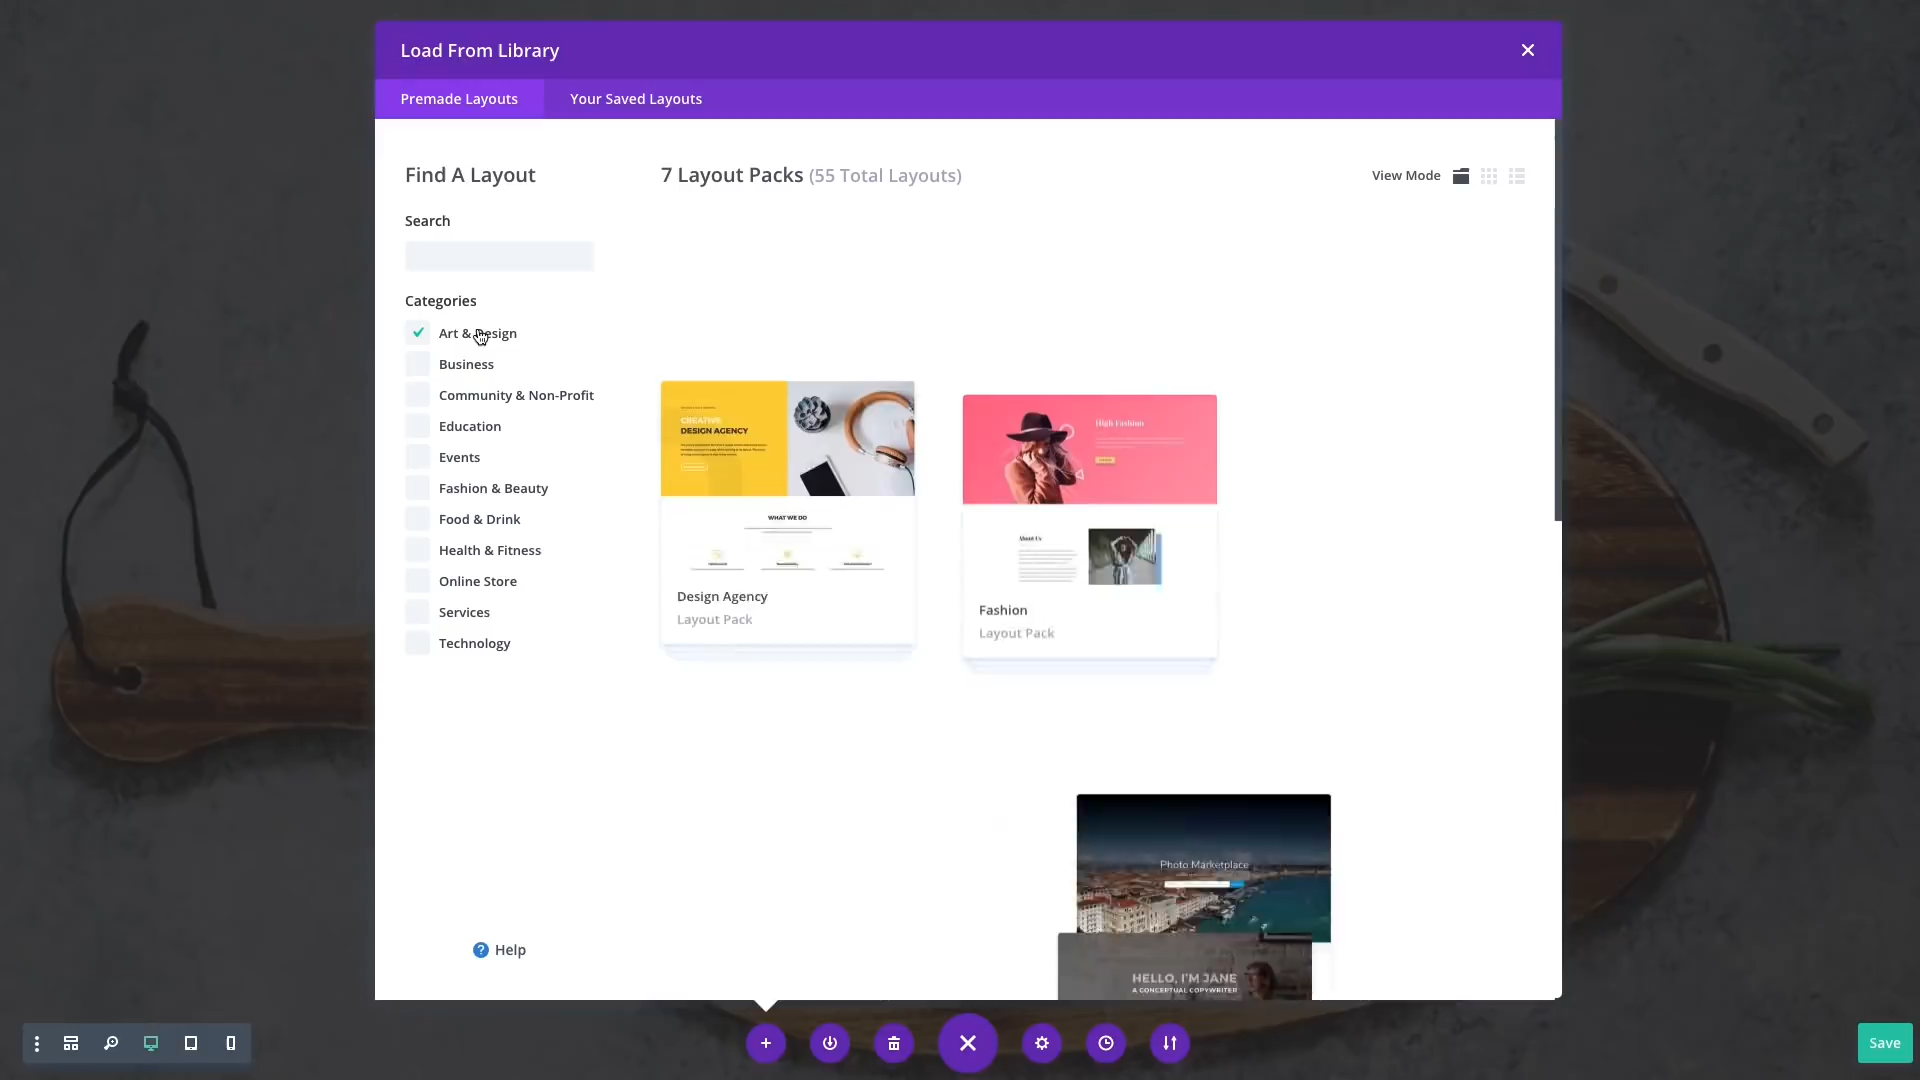 Load From Library
Premade Layouts
Your Saved Layouts
Find A Layout
7 Layout Packs (55 Total Layouts)
View Mode
Search
Categories
Art & Design
Business
Community & Non-Profit
Education
Events
Fashion & Beauty
Food & Drink
Health & Fitness
Online Store
Services
Technology
CREATIVE
DESIGN AGENCY
WHAT WE DO
Design Agency
Layout Pack
High Fashion
About Us
Fashion
Layout Pack
Photo Marketplace
HELLO, I'M JANE
A CONCEPTUAL COPYWRITER
? Help
Save